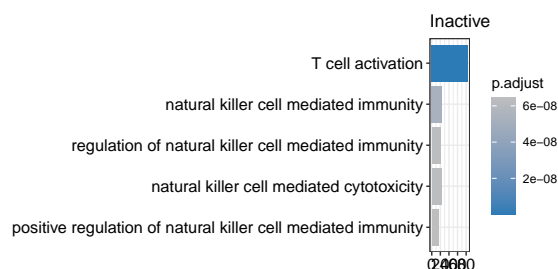 Inactive
T cell activation
natural killer cell mediated immunity
regulation of natural killer cell mediated immunity
natural killer cell mediated cytotoxicity
positive regulation of natural killer cell mediated immunity
p.adjust
6e−08
4e−08
2e−08